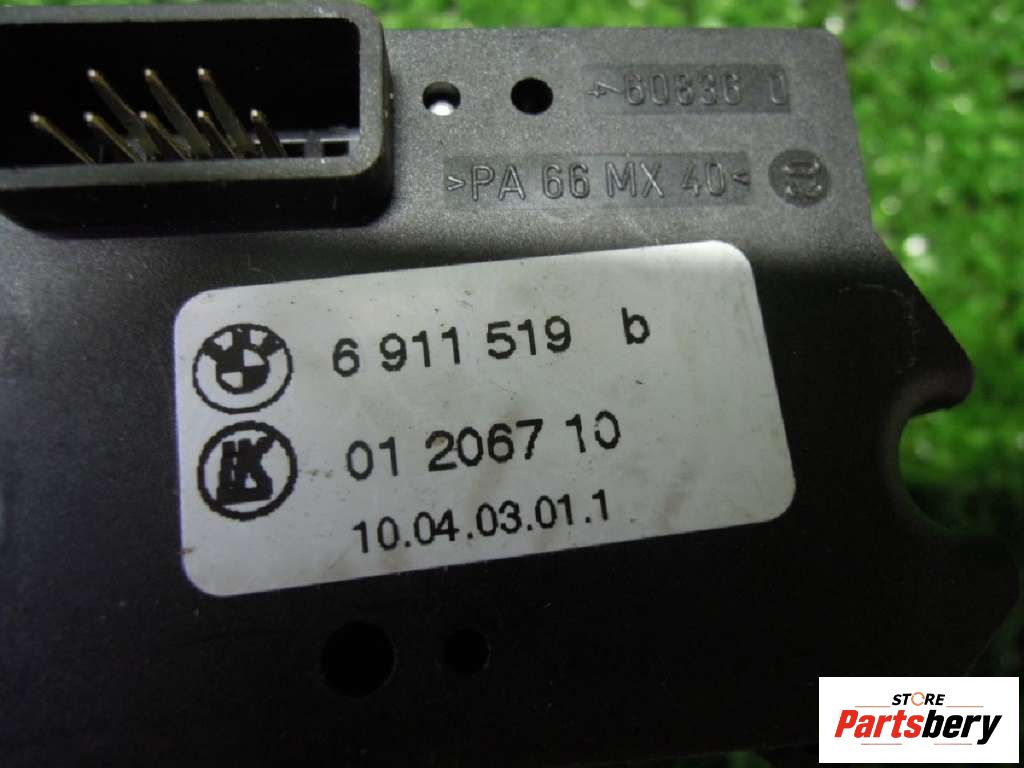 60836 0
>PA 66 MX 40<
6 911 519 b
01 2067 10
10.04.03.01.1
STORE
Partsbery